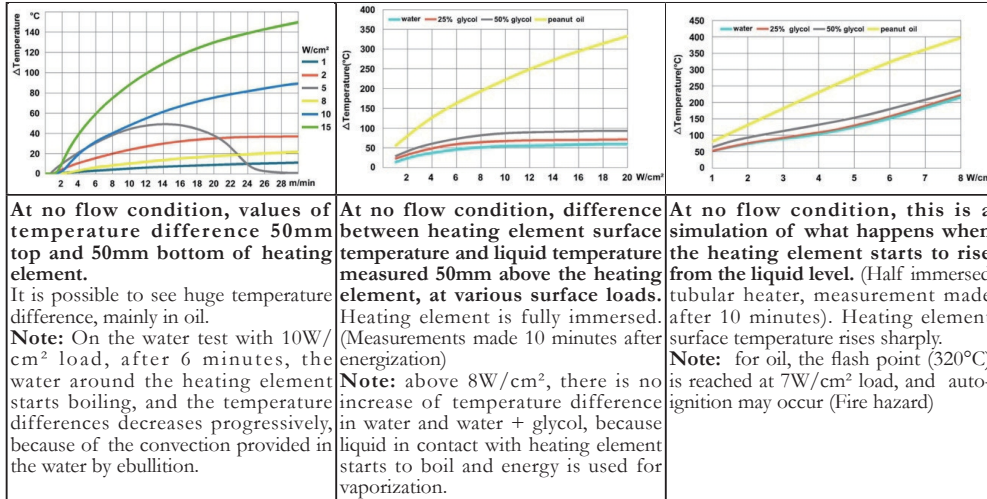 °C
△Temperature
140
120
100
80
60
40
20
0
2 4 6 8 10 12 14 16 18 20 22 24 26 28 m/min
W/cm²
1
2
5
8
10
15
At no flow condition, values of
temperature difference 50mm
top and 50mm bottom of heating
element.
It is possible to see huge temperature
difference, mainly in oil.
Note: On the water test with 10W/
cm² load, after 6 minutes, the
water around the heating element
starts boiling, and the temperature
differences decreases progressively,
because of the convection provided in
the water by ebullition.
△Temperature(°C)
400
350
300
250
200
150
100
50
0
water 25% glycol 50% glycol peanut oil
2 4 6 8 10 12 14 16 18 20 W/cm²
At no flow condition, difference
between heating element surface
temperature and liquid temperature
measured 50mm above the heating
element, at various surface loads.
Heating element is fully immersed.
(Measurements made 10 minutes after
energization)
Note: above 8W/cm², there is no
increase of temperature difference
in water and water + glycol, because
liquid in contact with heating element
starts to boil and energy is used for
vaporization.
△Temperature(°C)
450
400
350
300
250
200
150
100
50
0
water 25% glycol 50% glycol peanut oil
1 2 3 4 5 6 7 8 W/cm
At no flow condition, this is a
simulation of what happens when
the heating element starts to rise
from the liquid level. (Half immersed
tubular heater, measurement made
after 10 minutes). Heating element
surface temperature rises sharply.
Note: for oil, the flash point (320°C)
is reached at 7W/cm² load, and auto-
ignition may occur (Fire hazard)